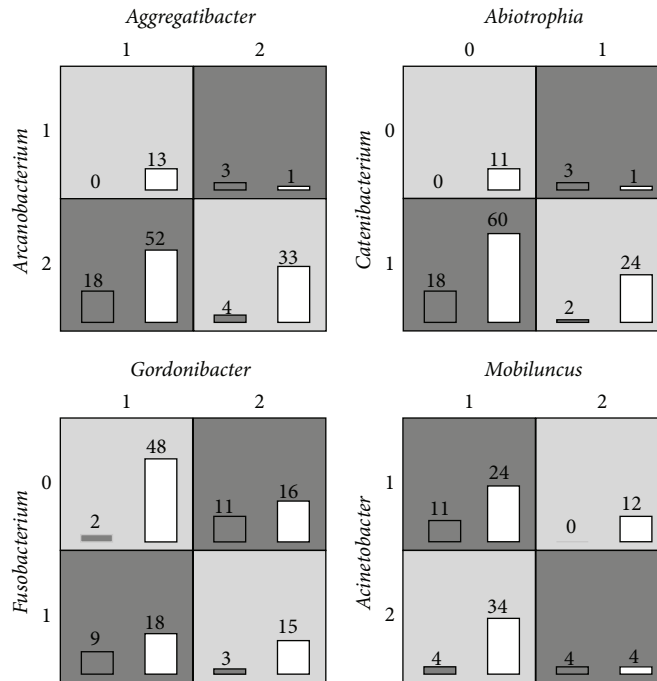 Aggregatibacter
1 2
Arcanobacterium
1
0 13 3 1
2
18 52 4 33
Abiotrophia
0 1
Catenibacterium
0
0 11 3 1
1
18 60 2 24
Gordonibacter
1 2
Fusobacterium
0
2 48 11 16
1
9 18 3 15
Mobiluncus
1 2
Acinetobacter
1
11 24 0 12
2
4 34 4 4